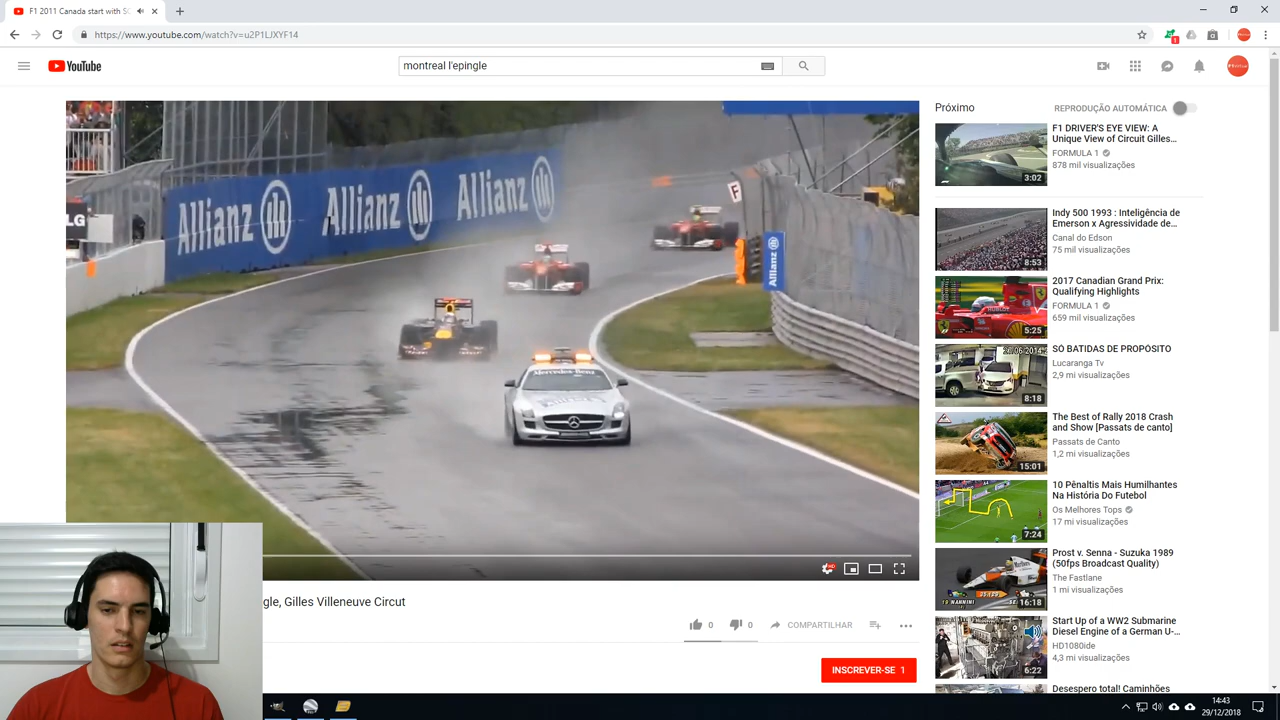 F1 2011 Canada start with SC
https://www.youtube.com/watch?v=u2P1LJXYF14
1
YouTube
montreal l'epingle
Allianz
Allianz
Allianz
LG
F
Allianz
Mercedes-Benz
HD
gle, Gilles Villeneuve Circut
0
0
COMPARTILHAR
INSCREVER-SE 1
Próximo
REPRODUÇÃO AUTOMÁTICA
3:02
F1 DRIVER'S EYE VIEW: A
Unique View of Circuit Gilles...
FORMULA 1
878 mil visualizações
8:53
Indy 500 1993 : Inteligência de
Emerson x Agressividade de...
Canal do Edson
75 mil visualizações
5:25
2017 Canadian Grand Prix:
Qualifying Highlights
FORMULA 1
659 mil visualizações
8:18
SÓ BATIDAS DE PROPÓSITO
Lucaranga Tv
2,9 mi visualizações
15:01
The Best of Rally 2018 Crash
and Show [Passats de canto]
Passats de Canto
1,2 mi visualizações
7:24
10 Pênaltis Mais Humilhantes
Na História Do Futebol
Os Melhores Tops
17 mi visualizações
16:18
Prost v. Senna - Suzuka 1989
(50fps Broadcast Quality)
The Fastlane
1 mi visualizações
6:22
Start Up of a WW2 Submarine
Diesel Engine of a German U-...
HD1080ide
4,3 mi visualizações
Desespero total! Caminhões
14:43
29/12/2018